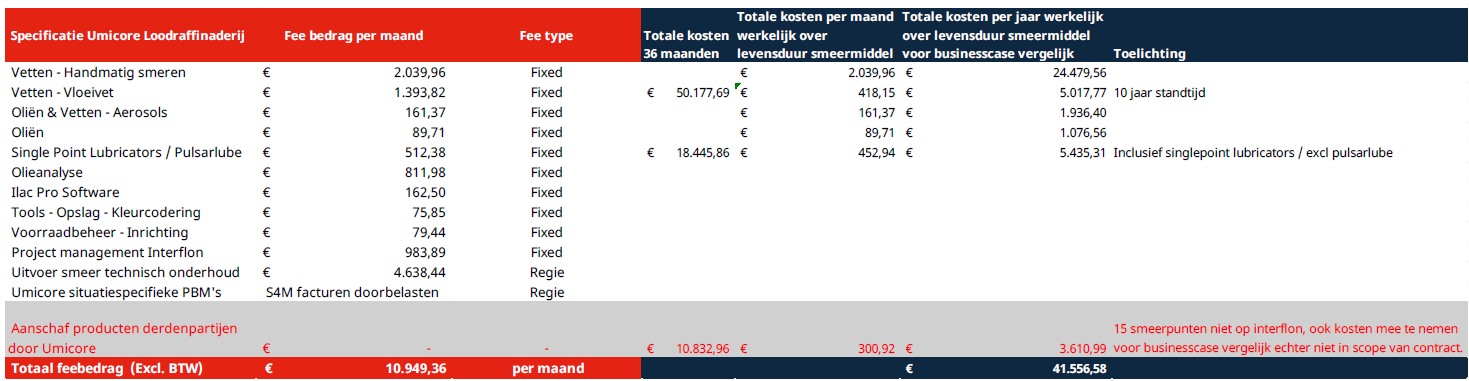 Specificatie Umicore Loodraffinaderij Fee bedrag per maand Fee type Totale kosten 36 maanden Totale kosten per maand werkelijk over levensduur smeermiddel Totale kosten per jaar werkelijk over levensduur smeermiddel voor businesscase vergelijk Toelichting
Vetten - Handmatig smeren € 2.039,96 Fixed € 2.039,96 € 24.479,56
Vetten - Vloeivet € 1.393,82 Fixed € 50.177,69 € 418,15 € 5.017,77 10 jaar standtijd
Oliën & Vetten - Aerosols € 161,37 Fixed € 161,37 € 1.936,40
Oliën € 89,71 Fixed € 89,71 € 1.076,56
Single Point Lubricators / Pulsarlube € 512,38 Fixed € 18.445,86 € 452,94 € 5.435,31 Inclusief singlepoint lubricators / excl pulsarlube
Olieanalyse € 811,98 Fixed
Ilac Pro Software € 162,50 Fixed
Tools - Opslag - Kleurcodering € 75,85 Fixed
Voorraadbeheer - Inrichting € 79,44 Fixed
Project management Interflon € 983,89 Fixed
Uitvoer smeer technisch onderhoud € 4.638,44 Regie
Umicore situatiespecifieke PBM's S4M facturen doorbelasten Regie
Aanschaf producten derdenpartijen door Umicore € - - € 10.832,96 € 300,92 € 3.610,99 15 smeerpunten niet op interflon, ook kosten mee te nemen voor businesscase vergelijk echter niet in scope van contract.
Totaal feebedrag (Excl. BTW) € 10.949,36 per maand € 41.556,58